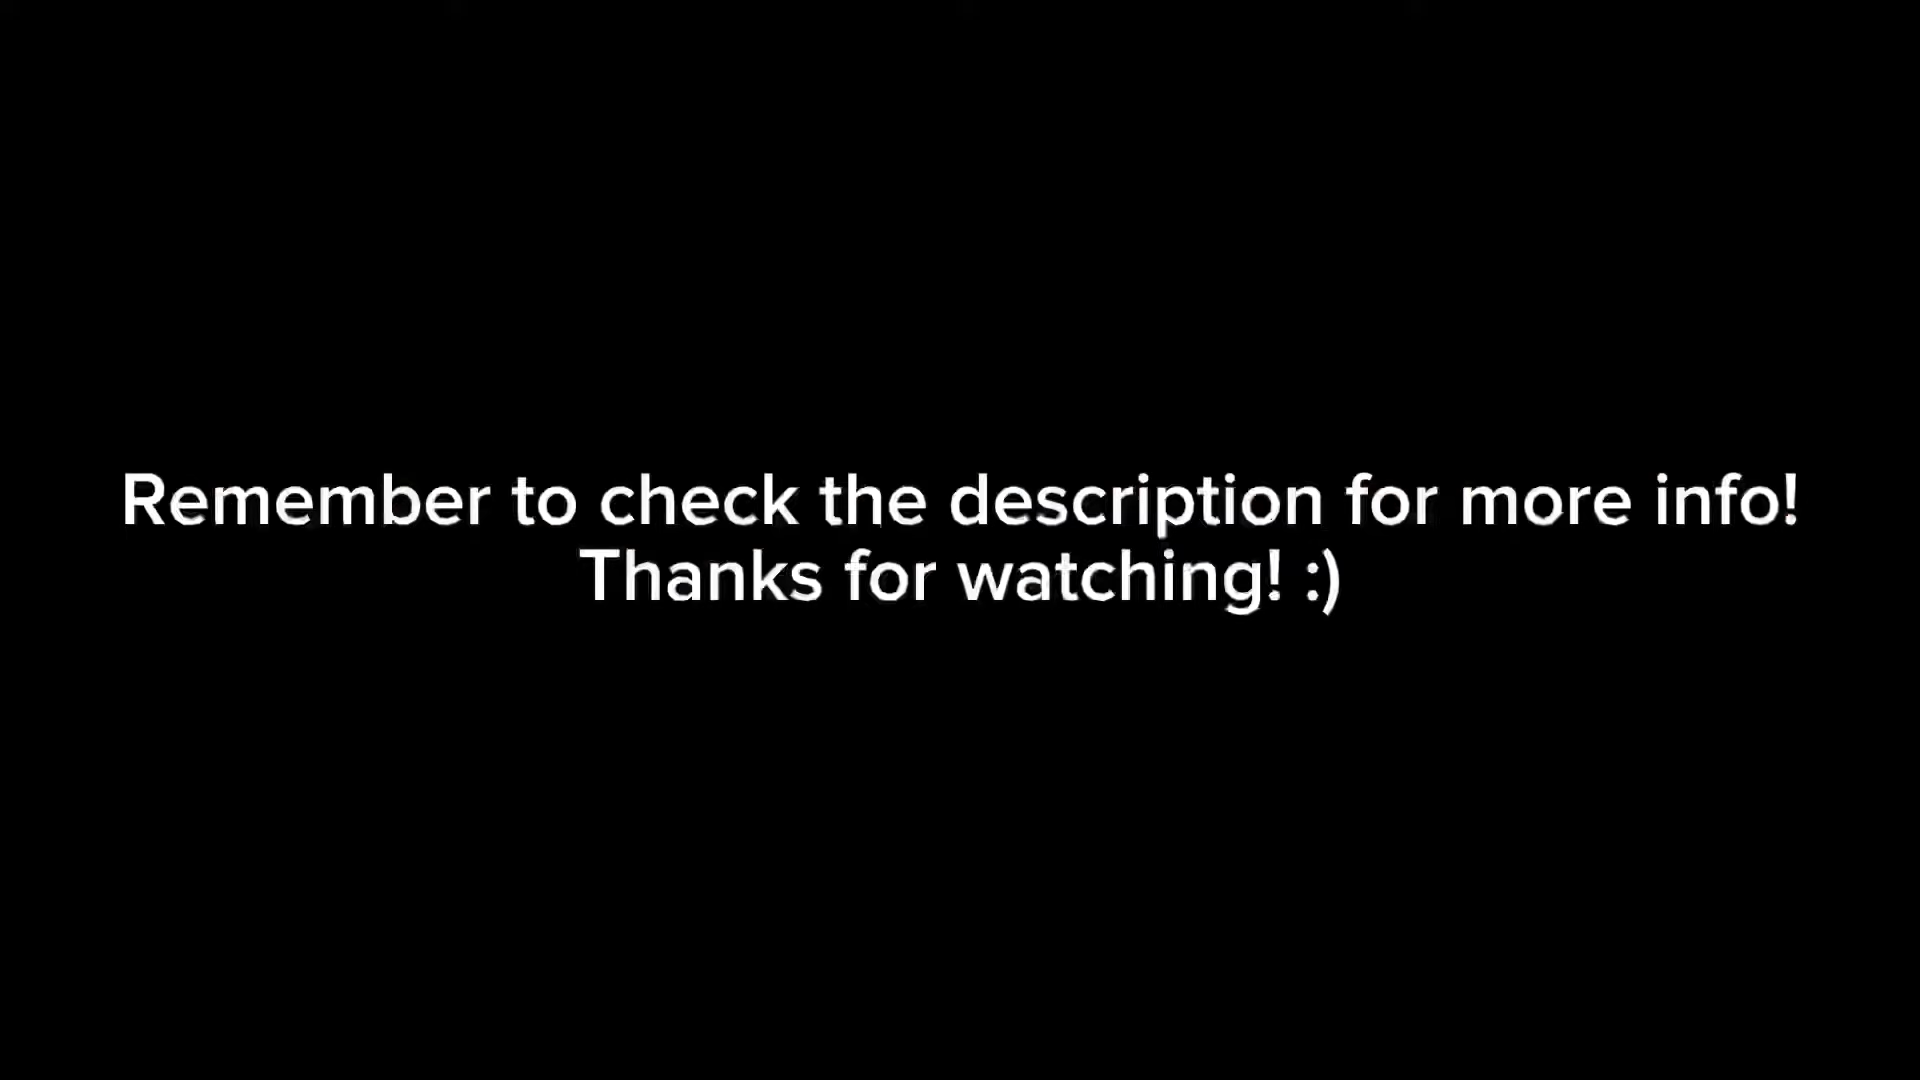 Remember to check the description for more info!
Thanks for watching! :)